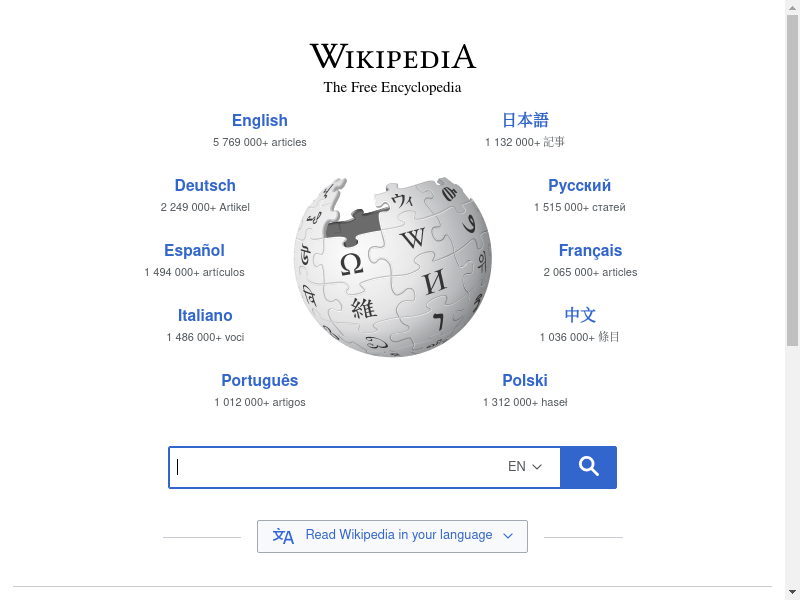 WIKIPEDIA
The Free Encyclopedia
English
5 769 000+ articles
日本語
1 132 000+ 記事
Deutsch
2 249 000+ Artikel
Русский
1 515 000+ статей
Español
1 494 000+ artículos
Français
2 065 000+ articles
Italiano
1 486 000+ voci
中文
1 036 000+ 條目
Português
1 012 000+ artigos
Polski
1 312 000+ haseł
ウィ
W
Ω
И
維
EN
Read Wikipedia in your language